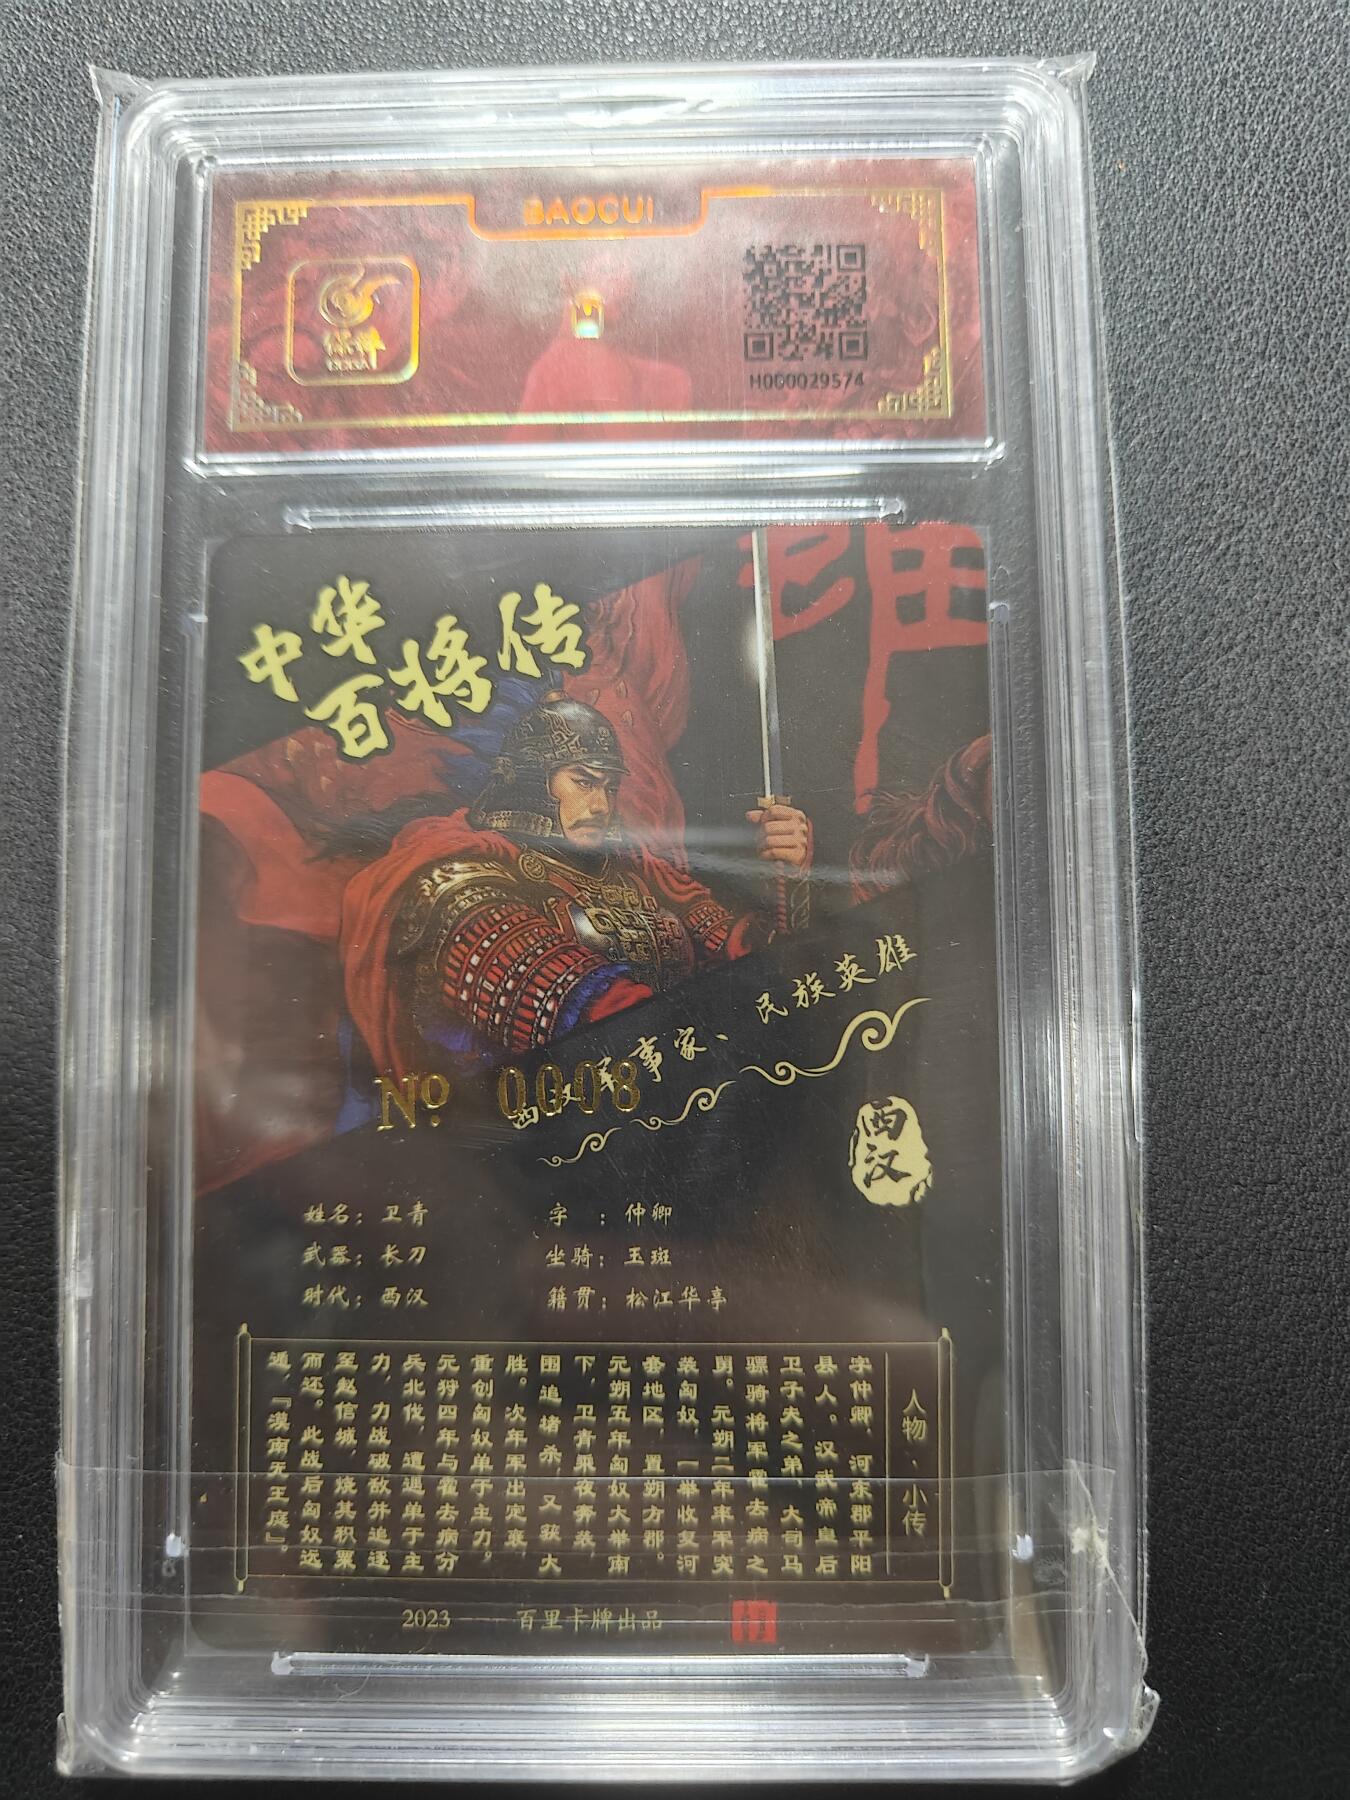 BAOCUI
保粹
H000029574
中华
百将传
西汉军事家、民族英雄
No 0008
西汉
姓名：卫青
字：仲卿
武器：长刀
坐骑：玉斑
时代：西汉
籍贯：松江华亭
人物·小传
字仲卿，河东郡平阳
县人。汉武帝皇后
卫子夫之弟，大司马
骠骑将军霍去病之
舅。元朔二年率军突
袭匈奴，一举收复河
套地区，置朔方郡。
元朔五年匈奴大举南
下，卫青乘夜奔袭，
围追堵杀，又获大
胜。次年军出定襄，
重创匈奴单于主力。
元狩四年与霍去病分
兵北伐，遭遇单于主
力，力战破敌并追逐
至赵信城，烧其积粟
而还。此战后匈奴远
遁，『漠南无王庭』。
2023 百里卡牌出品